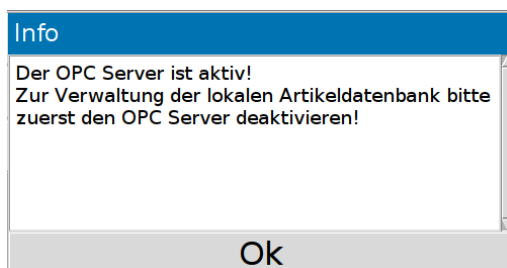 Info
Der OPC Server ist aktiv!
Zur Verwaltung der lokalen Artikeldatenbank bitte
zuerst den OPC Server deaktivieren!
Ok